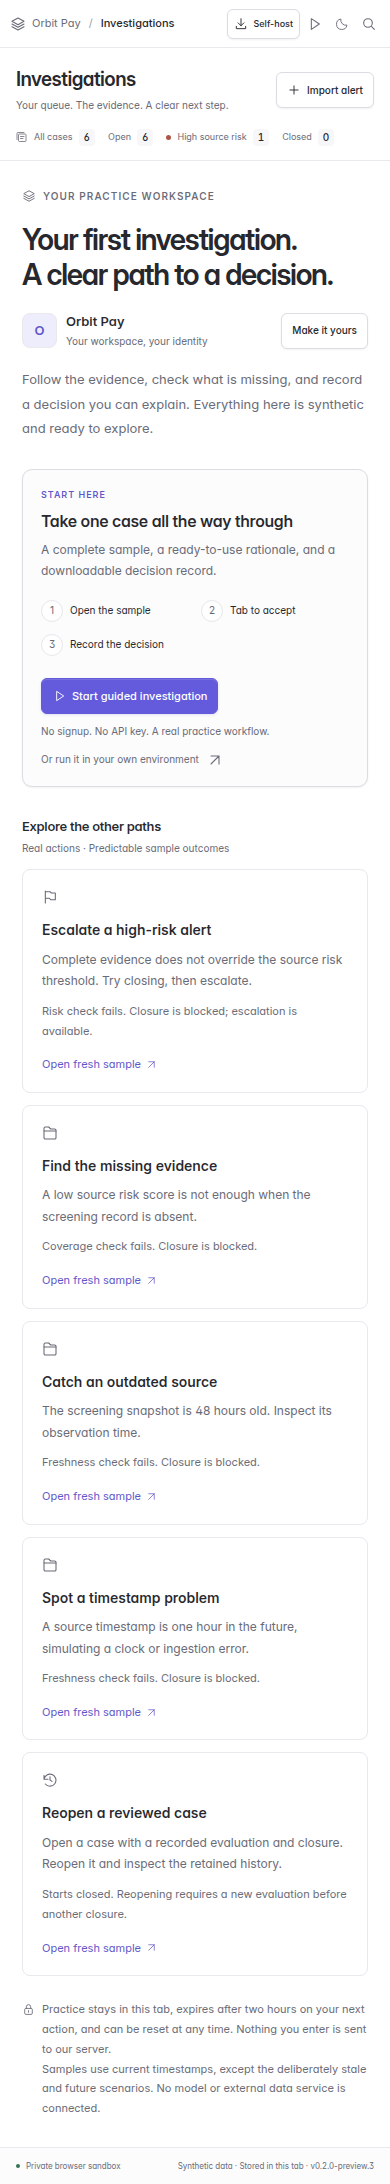 Orbit Pay / Investigations
Self-host
Investigations
Your queue. The evidence. A clear next step.
Import alert
All cases 6 Open 6 High source risk 1 Closed 0
YOUR PRACTICE WORKSPACE
Your first investigation.
A clear path to a decision.
O
Orbit Pay
Your workspace, your identity
Make it yours
Follow the evidence, check what is missing, and record
a decision you can explain. Everything here is synthetic
and ready to explore.
START HERE
Take one case all the way through
A complete sample, a ready-to-use rationale, and a
downloadable decision record.
1 Open the sample
2 Tab to accept
3 Record the decision
Start guided investigation
No signup. No API key. A real practice workflow.
Or run it in your own environment
Explore the other paths
Real actions · Predictable sample outcomes
Escalate a high-risk alert
Complete evidence does not override the source risk
threshold. Try closing, then escalate.
Risk check fails. Closure is blocked; escalation is
available.
Open fresh sample
Find the missing evidence
A low source risk score is not enough when the
screening record is absent.
Coverage check fails. Closure is blocked.
Open fresh sample
Catch an outdated source
The screening snapshot is 48 hours old. Inspect its
observation time.
Freshness check fails. Closure is blocked.
Open fresh sample
Spot a timestamp problem
A source timestamp is one hour in the future,
simulating a clock or ingestion error.
Freshness check fails. Closure is blocked.
Open fresh sample
Reopen a reviewed case
Open a case with a recorded evaluation and closure.
Reopen it and inspect the retained history.
Starts closed. Reopening requires a new evaluation before
another closure.
Open fresh sample
Practice stays in this tab, expires after two hours on your next
action, and can be reset at any time. Nothing you enter is sent
to our server.
Samples use current timestamps, except the deliberately stale
and future scenarios. No model or external data service is
connected.
Private browser sandbox
Synthetic data · Stored in this tab · v0.2.0-preview.3